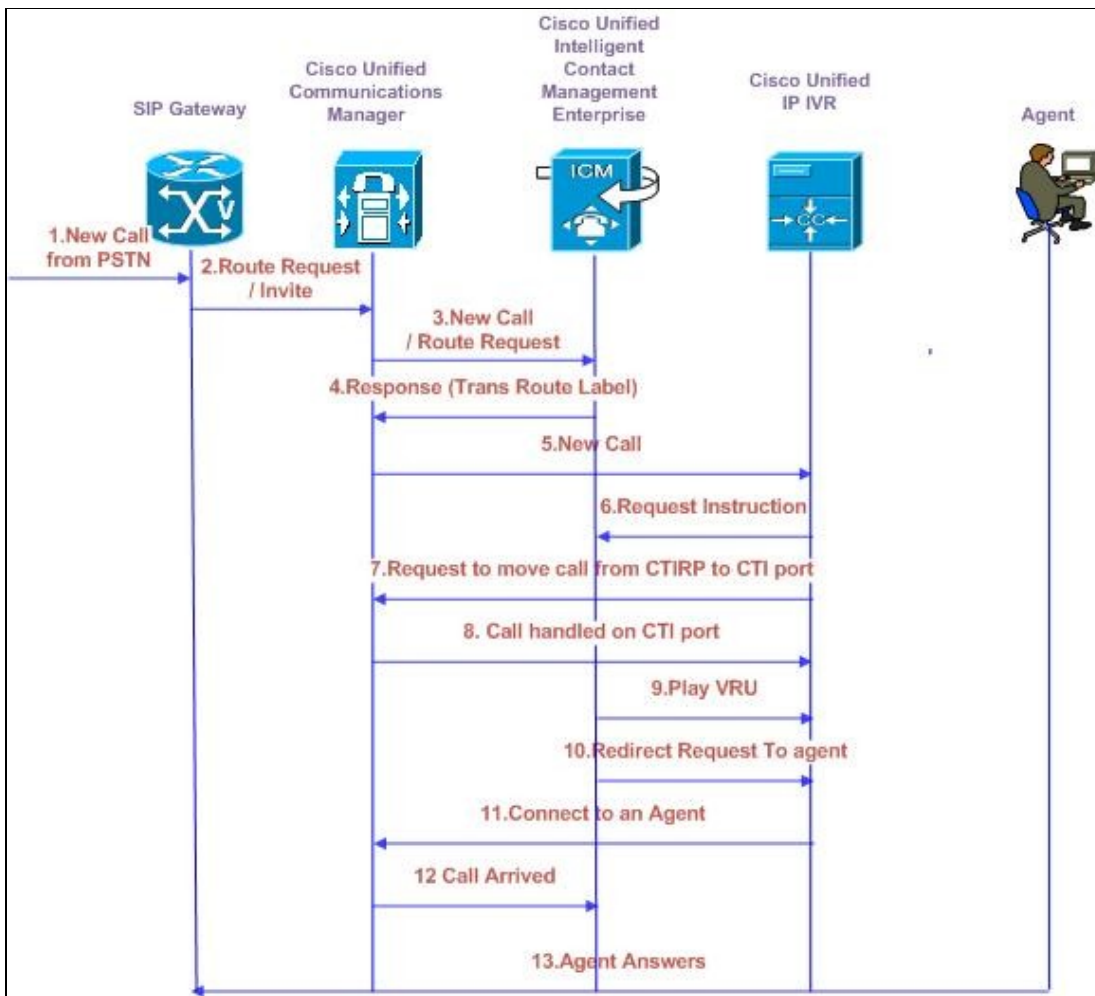 SIP Gateway
Cisco Unified
Communications
Manager
Cisco Unified
Intelligent
Contact
Management
Enterprise
Cisco Unified
IP IVR
Agent
V
ICM
CC
1.New Call
from PSTN
2.Route Request
/ Invite
3.New Call
/ Route Request
4.Response (Trans Route Label)
5.New Call
6.Request Instruction
7.Request to move call from CTIRP to CTI port
8. Call handled on CTI port
9.Play VRU
10.Redirect Request To agent
11.Connect to an Agent
12 Call Arrived
13.Agent Answers